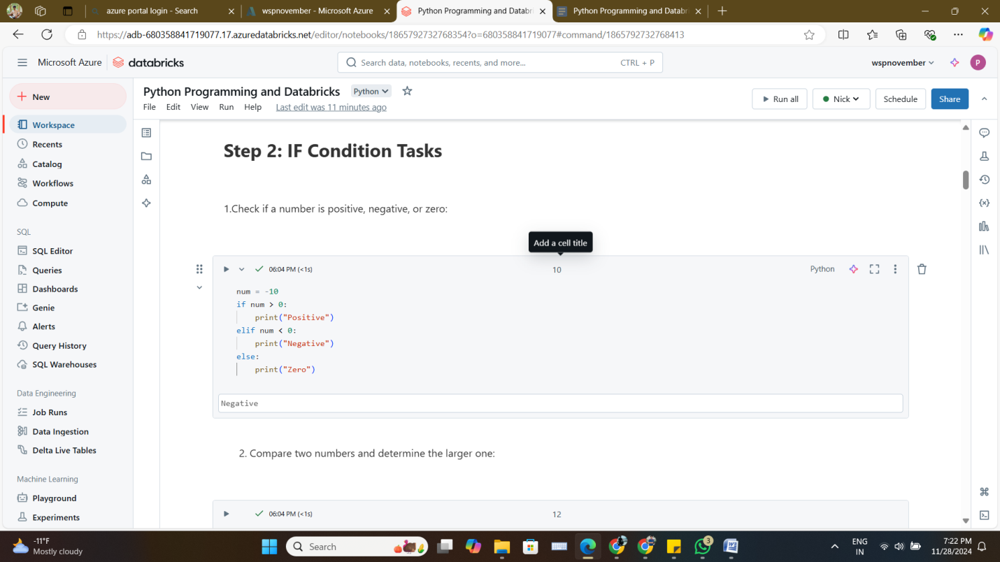 azure portal login - Search
wspnovember - Microsoft Azure
Python Programming and Databri
Python Programming and Databri
https://adb-680358841719077.17.azuredatabricks.net/editor/notebooks/1865792732768354?o=680358841719077#command/1865792732768413
Microsoft Azure
databricks
Search data, notebooks, recents, and more...
CTRL + P
wspnovember
P
New
Workspace
Recents
Catalog
Workflows
Compute
SQL
SQL Editor
Queries
Dashboards
Genie
Alerts
Query History
SQL Warehouses
Data Engineering
Job Runs
Data Ingestion
Delta Live Tables
Machine Learning
Playground
Experiments
Python Programming and Databricks
Python
File Edit View Run Help Last edit was 11 minutes ago
Run all
Nick
Schedule
Share
Step 2: IF Condition Tasks
1.Check if a number is positive, negative, or zero:
Add a cell title
06:04 PM (<1s)
10
Python
num = -10
if num > 0:
    print("Positive")
elif num < 0:
    print("Negative")
else:
    print("Zero")
Negative
2. Compare two numbers and determine the larger one:
06:04 PM (<1s)
12
-11°F
Mostly cloudy
Search
3
ENG
IN
7:22 PM
11/28/2024